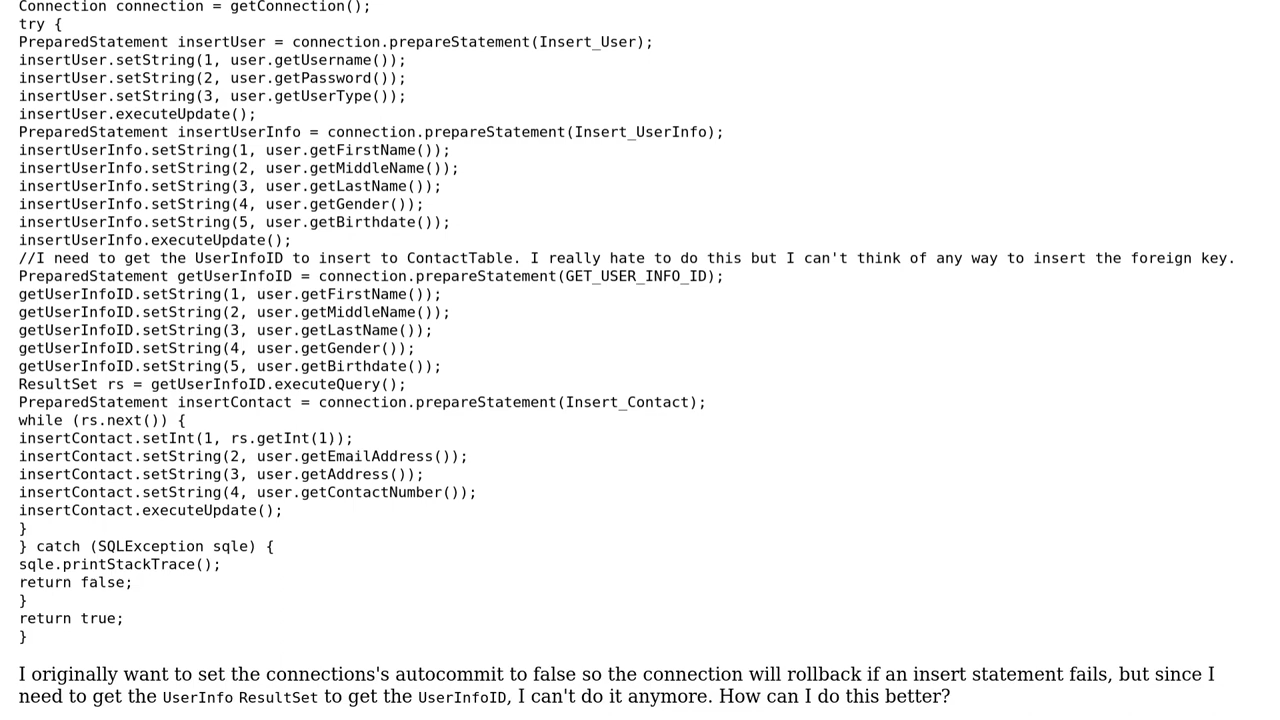 Connection connection = getConnection();
try {
PreparedStatement insertUser = connection.prepareStatement(Insert_User);
insertUser.setString(1, user.getUsername());
insertUser.setString(2, user.getPassword());
insertUser.setString(3, user.getUserType());
insertUser.executeUpdate();
PreparedStatement insertUserInfo = connection.prepareStatement(Insert_UserInfo);
insertUserInfo.setString(1, user.getFirstName());
insertUserInfo.setString(2, user.getMiddleName());
insertUserInfo.setString(3, user.getLastName());
insertUserInfo.setString(4, user.getGender());
insertUserInfo.setString(5, user.getBirthdate());
insertUserInfo.executeUpdate();
//I need to get the UserInfoID to insert to ContactTable. I really hate to do this but I can't think of any way to insert the foreign key.
PreparedStatement getUserInfoID = connection.prepareStatement(GET_USER_INFO_ID);
getUserInfoID.setString(1, user.getFirstName());
getUserInfoID.setString(2, user.getMiddleName());
getUserInfoID.setString(3, user.getLastName());
getUserInfoID.setString(4, user.getGender());
getUserInfoID.setString(5, user.getBirthdate());
ResultSet rs = getUserInfoID.executeQuery();
PreparedStatement insertContact = connection.prepareStatement(Insert_Contact);
while (rs.next()) {
insertContact.setInt(1, rs.getInt(1));
insertContact.setString(2, user.getEmailAddress());
insertContact.setString(3, user.getAddress());
insertContact.setString(4, user.getContactNumber());
insertContact.executeUpdate();
}
} catch (SQLException sqle) {
sqle.printStackTrace();
return false;
}
return true;
}
I originally want to set the connections's autocommit to false so the connection will rollback if an insert statement fails, but since I
need to get the UserInfo ResultSet to get the UserInfoID, I can't do it anymore. How can I do this better?